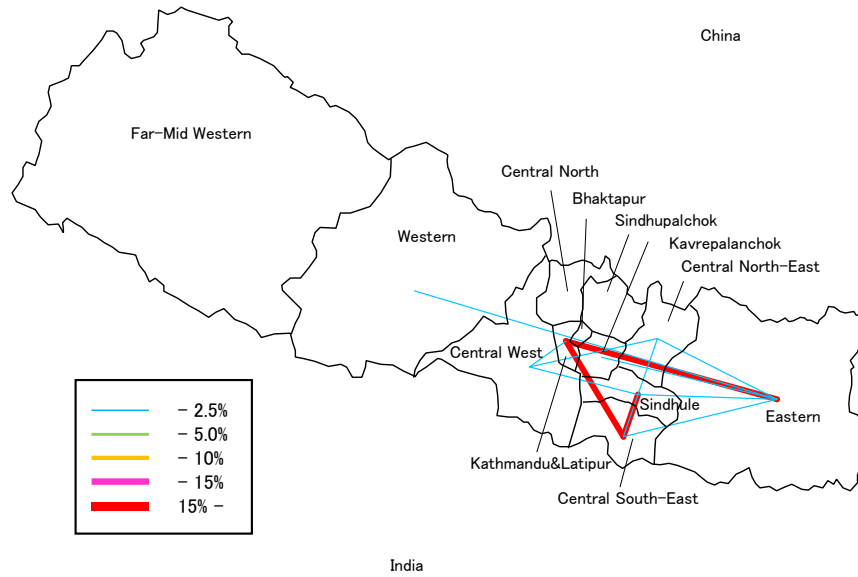 China
Far-Mid Western
Central North
Bhaktapur
Sindhupalchok
Western
Kavrepalanchok
Central North-East
Central West
- 2.5%
- 5.0%
- 10%
- 15%
15% -
Sindhule
Eastern
Kathmandu&Latipur
Central South-East
India